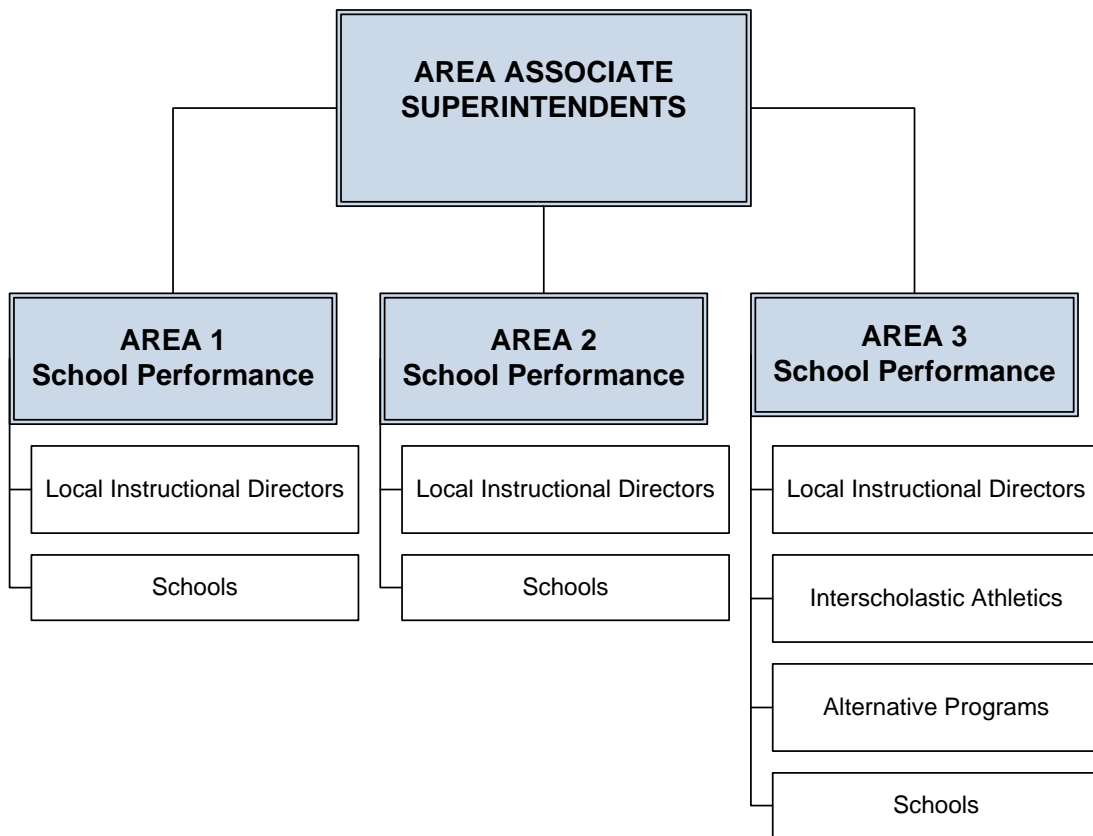 AREA ASSOCIATE
SUPERINTENDENTS
AREA 1
School Performance
Local Instructional Directors
Schools
AREA 2
School Performance
Local Instructional Directors
Schools
AREA 3
School Performance
Local Instructional Directors
Interscholastic Athletics
Alternative Programs
Schools